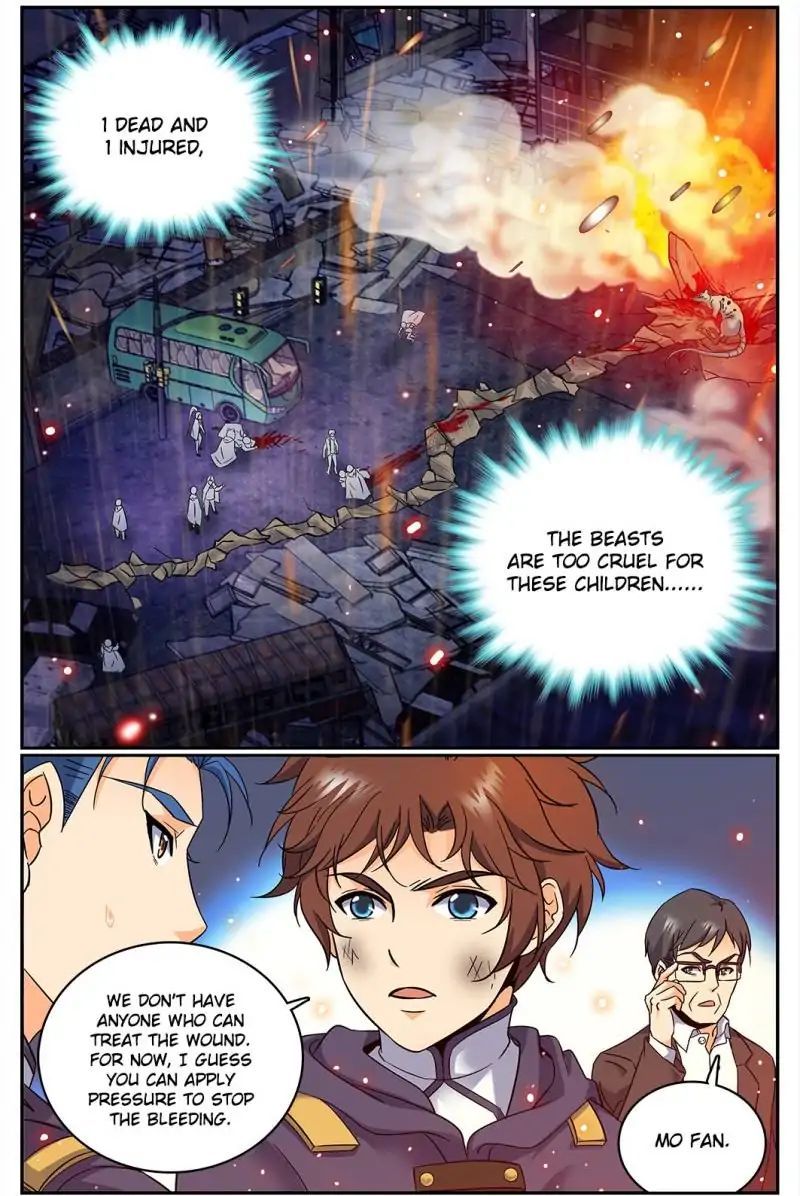 1 DEAD AND
1 INJURED,
THE BEASTS
ARE TOO CRUEL FOR
THESE CHILDREN......
WE DON'T HAVE
ANYONE WHO CAN
TREAT THE WOUND.
FOR NOW, I GUESS
YOU CAN APPLY
PRESSURE TO STOP
THE BLEEDING.
MO FAN.